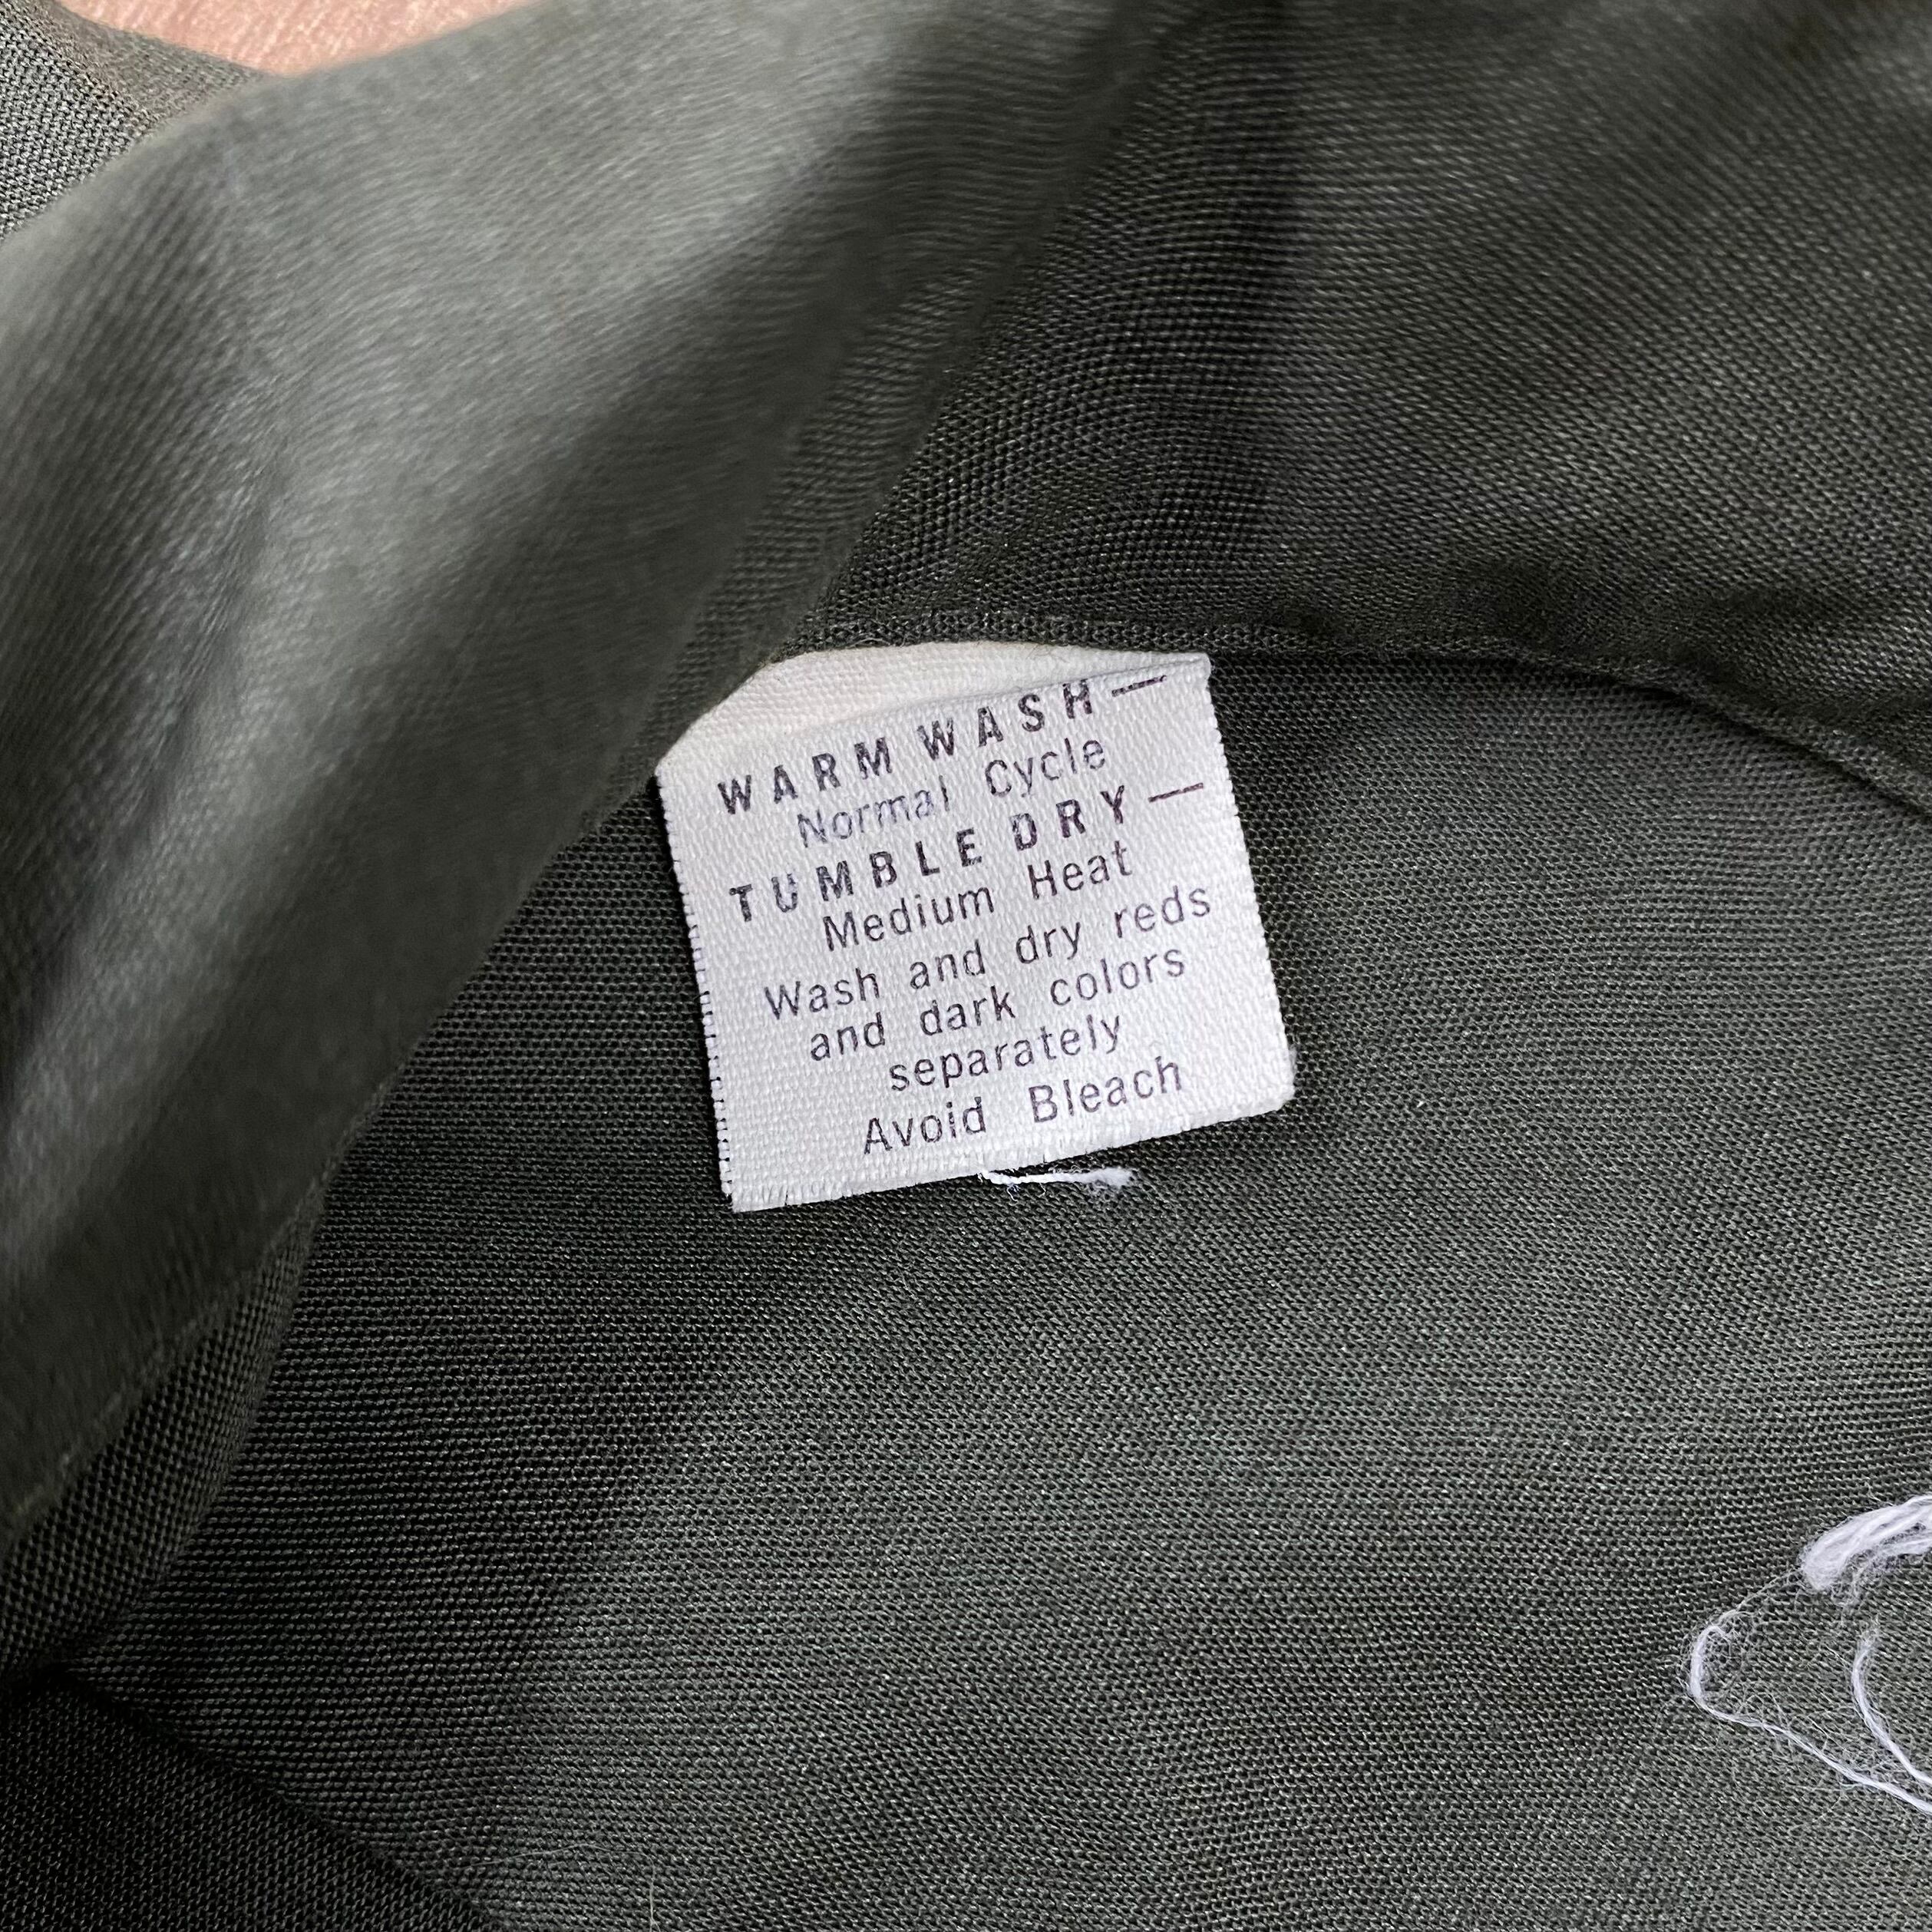 WARM WASH—
Normal Cycle
TUMBLE DRY—
Medium Heat
Wash and dry reds
and dark colors
separately
Avoid Bleach